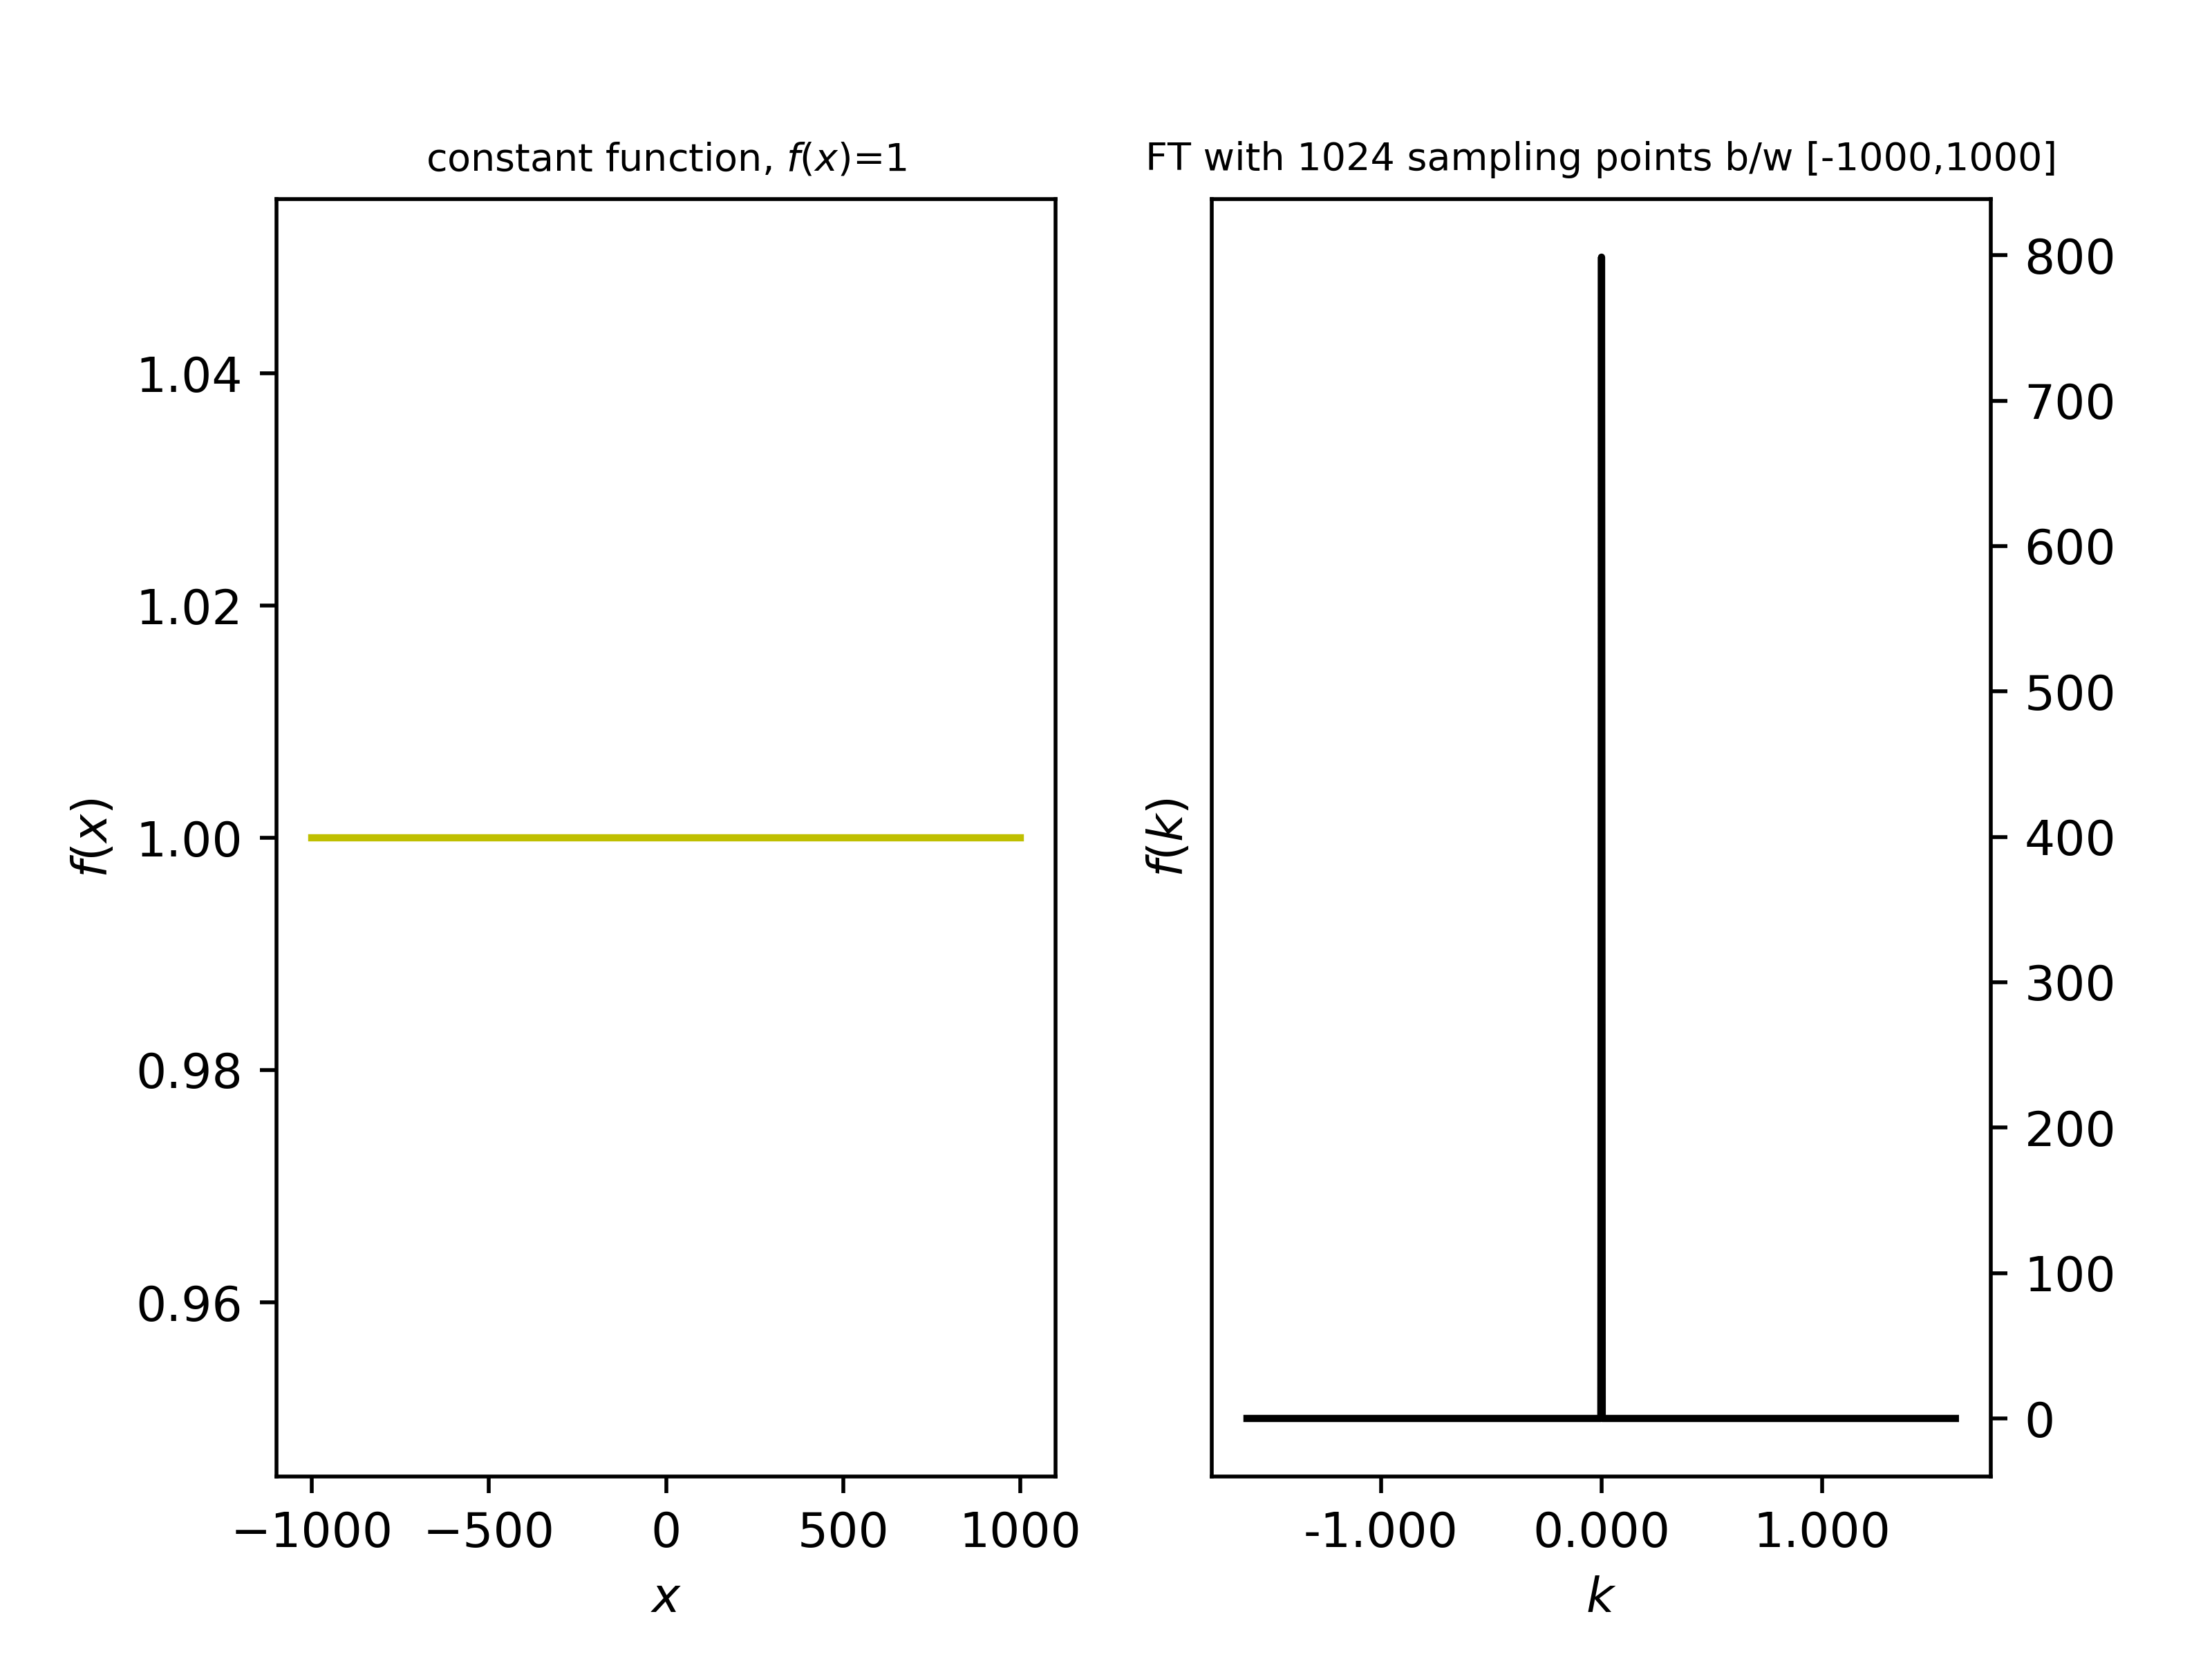 constant function, f(x)=1
1.04
1.02
1.00
0.98
0.96
f(x)
−1000 −500 0 500 1000
x
FT with 1024 sampling points b/w [-1000,1000]
800
700
600
500
400
300
200
100
0
f(k)
-1.000 0.000 1.000
k